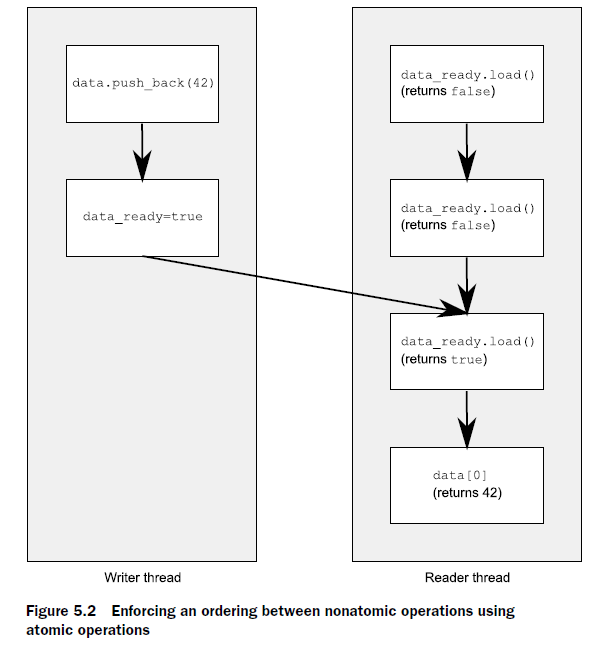 data.push_back(42)
data_ready=true
Writer thread
data_ready.load()
(returns false)
data_ready.load()
(returns false)
data_ready.load()
(returns true)
data[0]
(returns 42)
Reader thread
Figure 5.2 Enforcing an ordering between nonatomic operations using
atomic operations